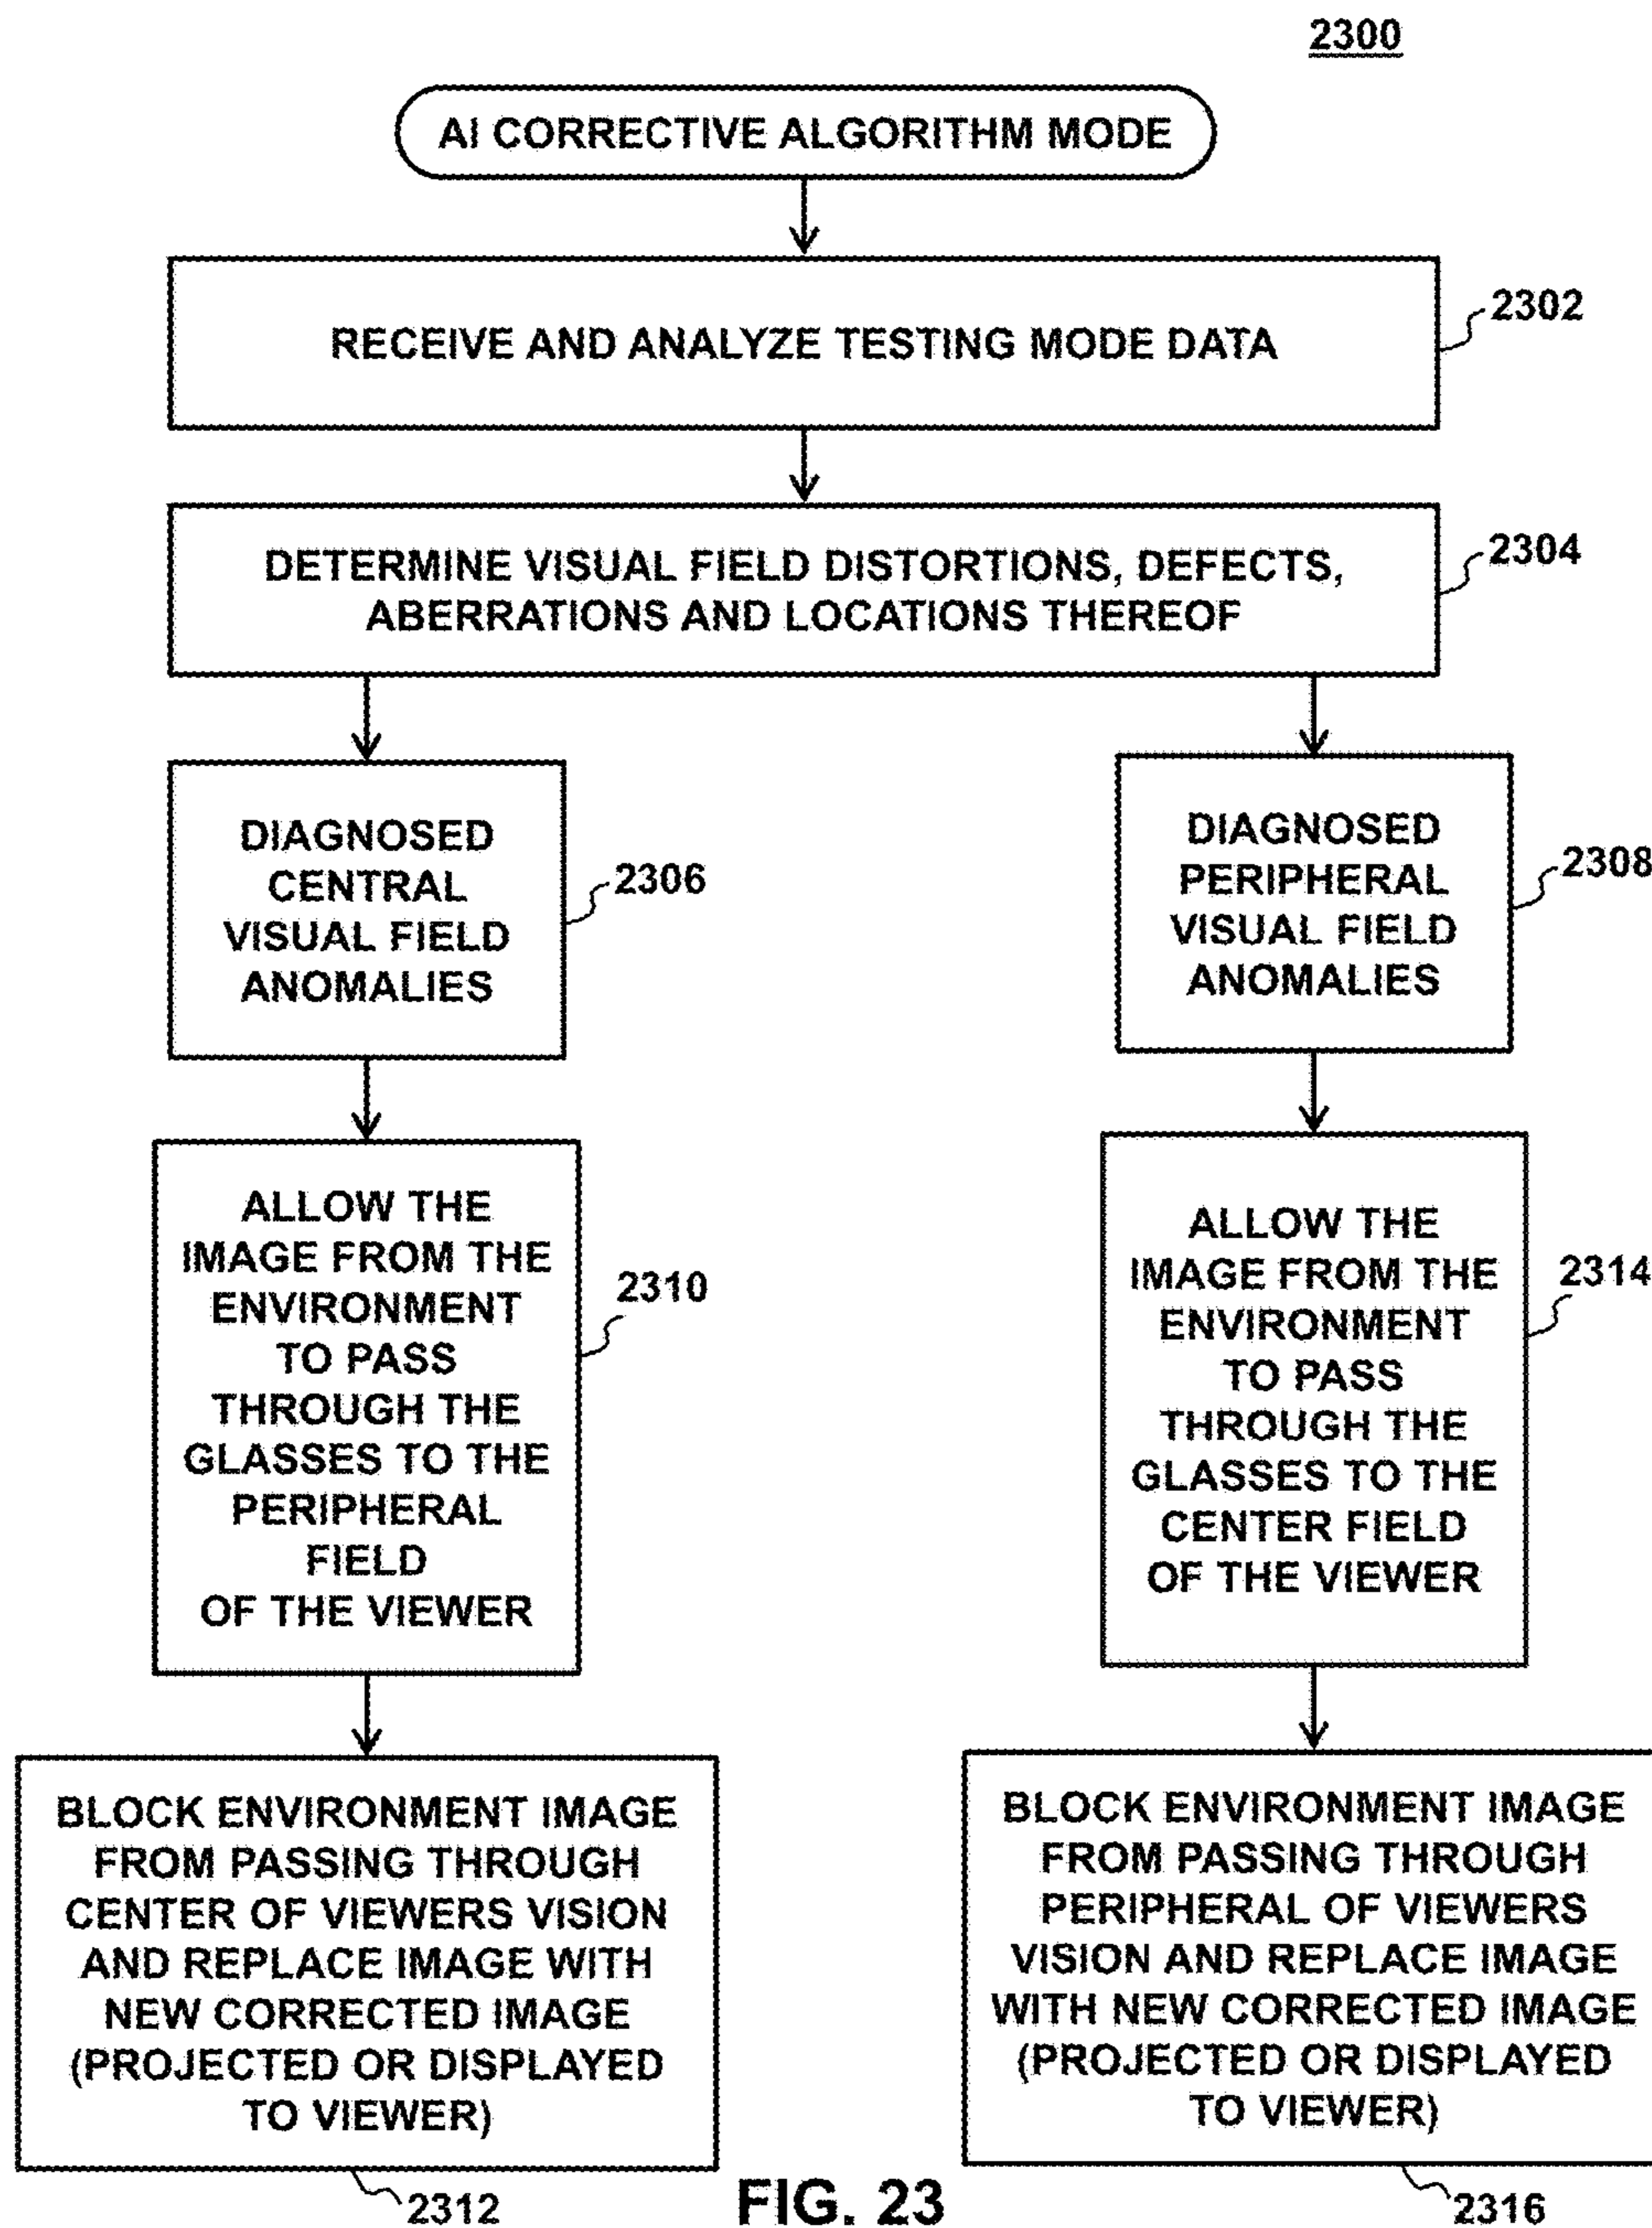 2300
AI CORRECTIVE ALGORITHM MODE
RECEIVE AND ANALYZE TESTING MODE DATA
2302
DETERMINE VISUAL FIELD DISTORTIONS, DEFECTS,
ABERRATIONS AND LOCATIONS THEREOF
2304
DIAGNOSED
CENTRAL
VISUAL FIELD
ANOMALIES
2306
DIAGNOSED
PERIPHERAL
VISUAL FIELD
ANOMALIES
2308
ALLOW THE
IMAGE FROM THE
ENVIRONMENT
TO PASS
THROUGH THE
GLASSES TO THE
PERIPHERAL
FIELD
OF THE VIEWER
2310
ALLOW THE
IMAGE FROM THE
ENVIRONMENT
TO PASS
THROUGH THE
GLASSES TO THE
CENTER FIELD
OF THE VIEWER
2314
BLOCK ENVIRONMENT IMAGE
FROM PASSING THROUGH
CENTER OF VIEWERS VISION
AND REPLACE IMAGE WITH
NEW CORRECTED IMAGE
(PROJECTED OR DISPLAYED
TO VIEWER)
2312
BLOCK ENVIRONMENT IMAGE
FROM PASSING THROUGH
PERIPHERAL OF VIEWERS
VISION AND REPLACE IMAGE
WITH NEW CORRECTED IMAGE
(PROJECTED OR DISPLAYED
TO VIEWER)
2316
FIG. 23